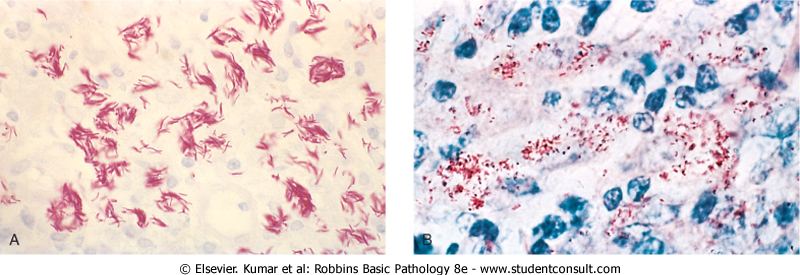 A
B
© Elsevier. Kumar et al: Robbins Basic Pathology 8e - www.studentconsult.com